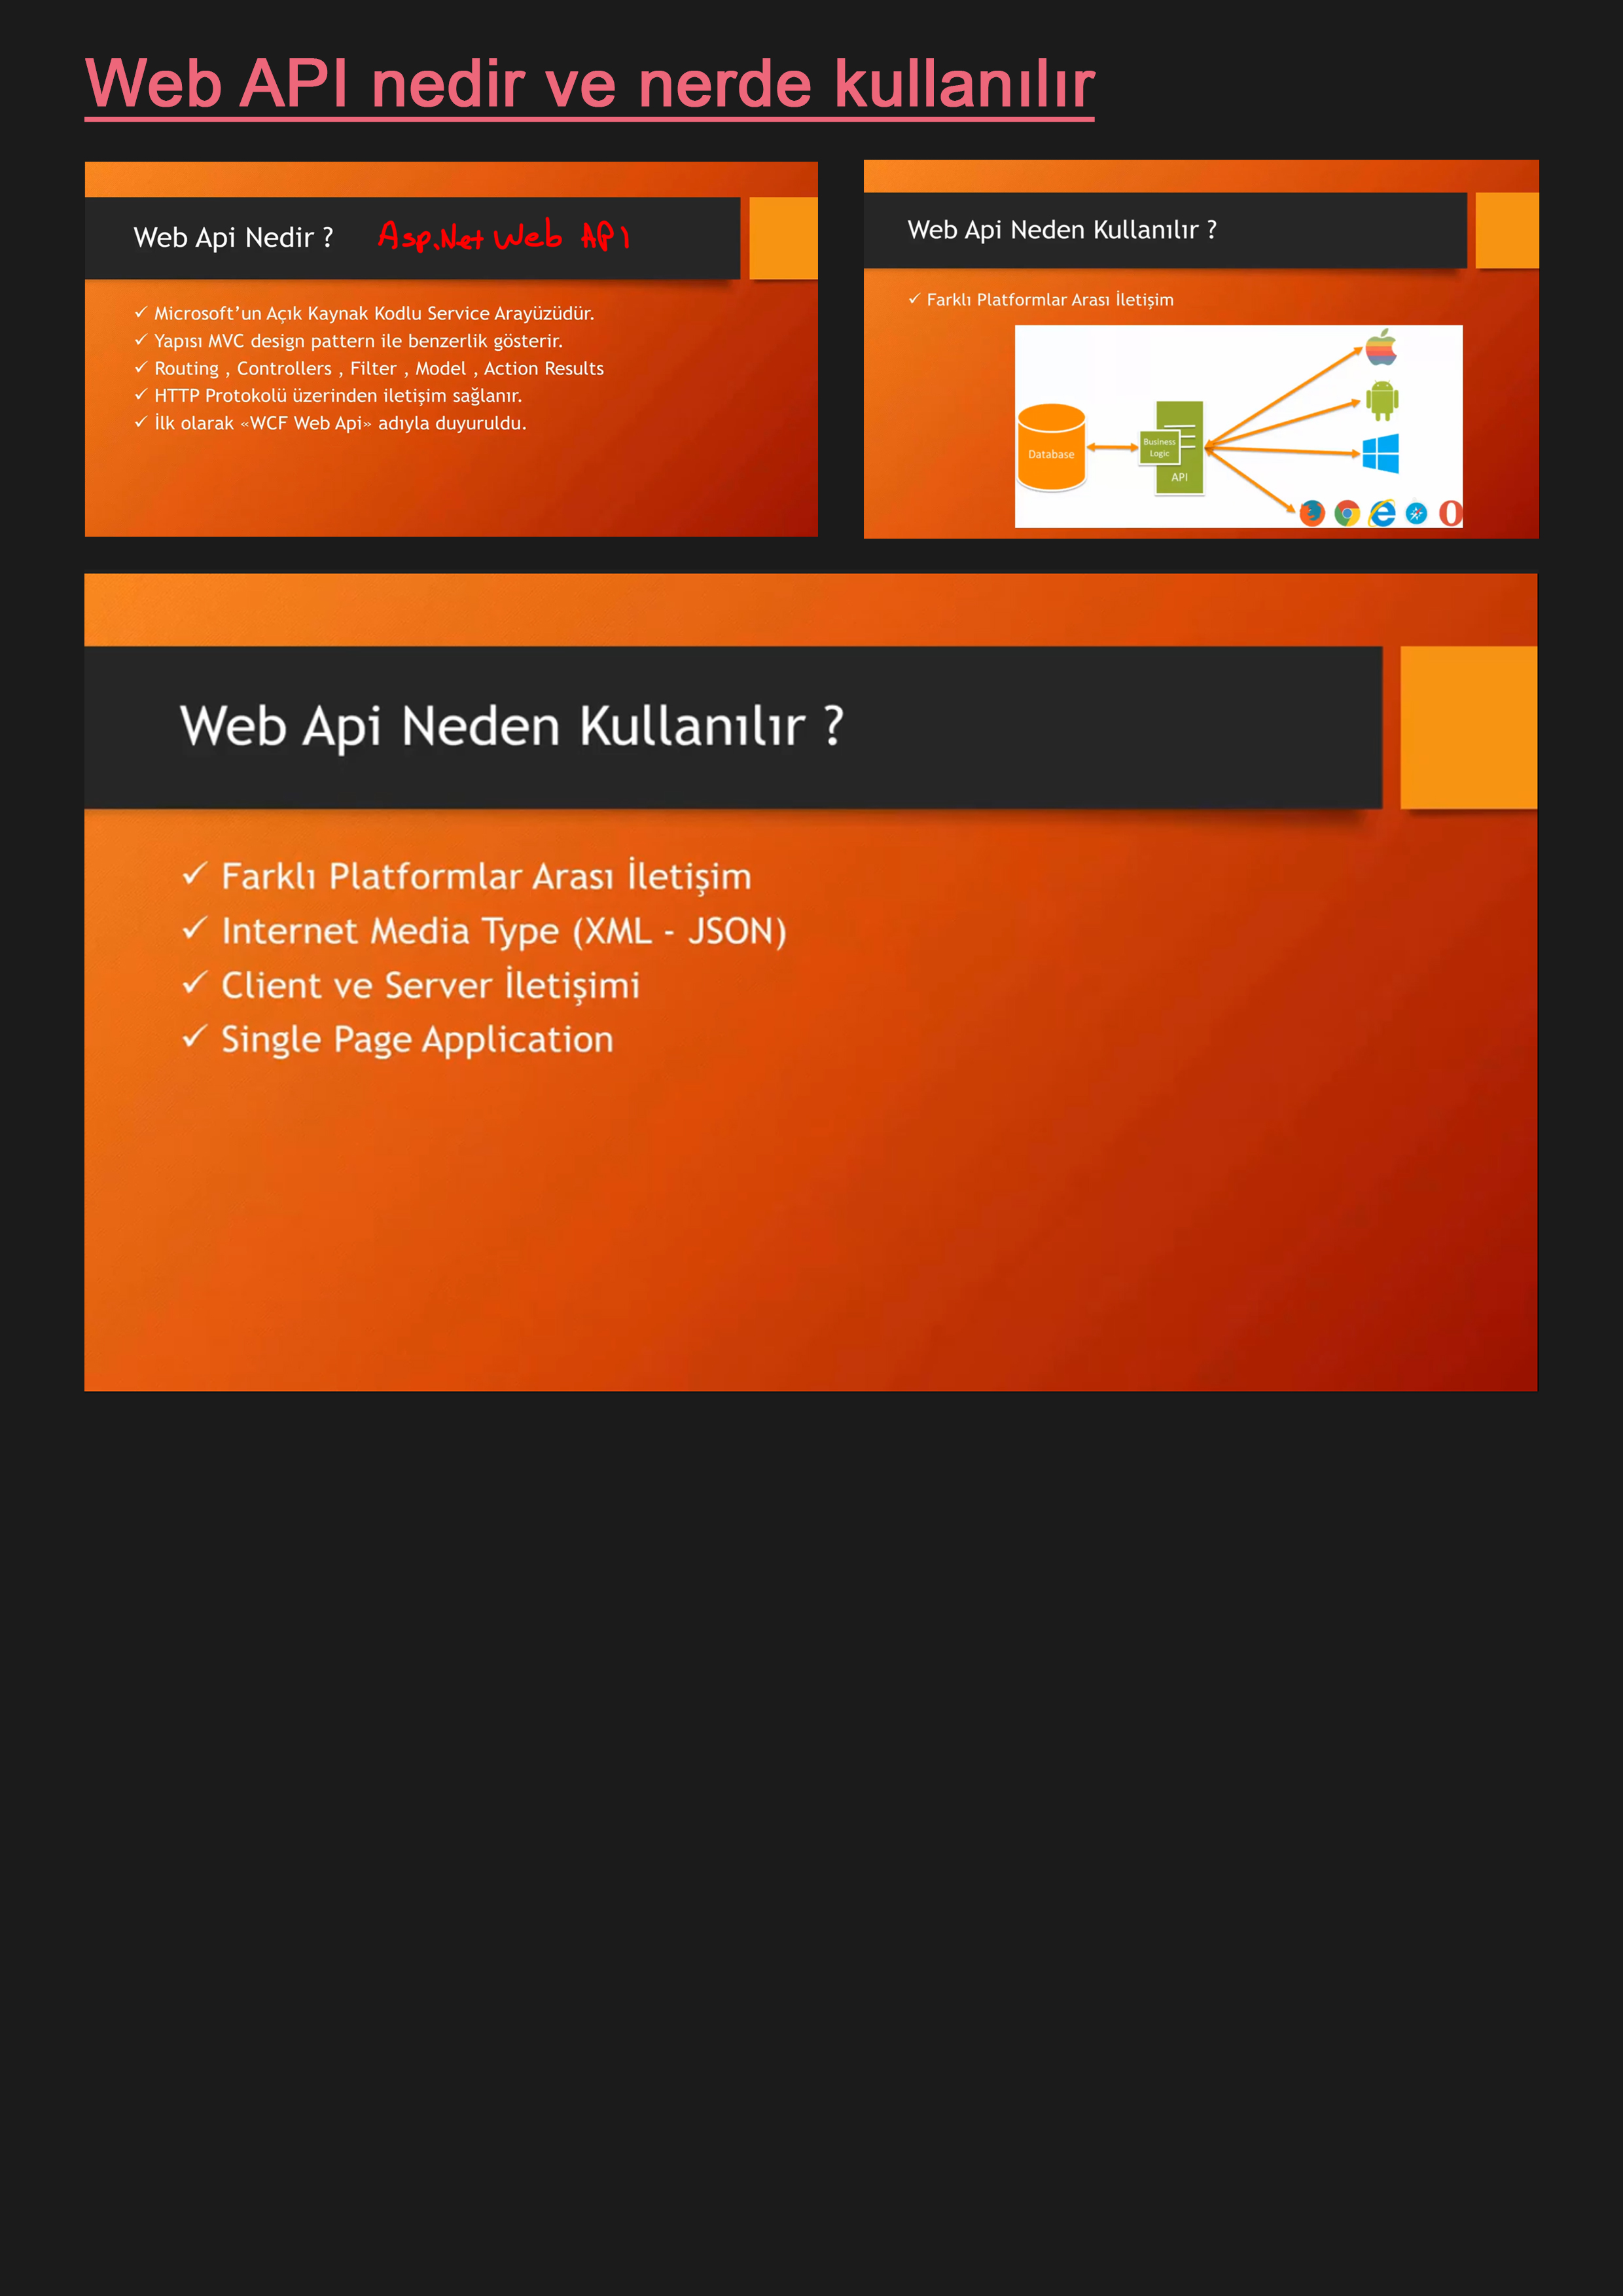 Web API nedir ve nerde kullanılır
Web Api Nedir ? Asp.Net Web API
✓ Microsoft’un Açık Kaynak Kodlu Service Arayüzüdür.
✓ Yapısı MVC design pattern ile benzerlik gösterir.
✓ Routing , Controllers , Filter , Model , Action Results
✓ HTTP Protokolü üzerinden iletişim sağlanır.
✓ İlk olarak «WCF Web Api» adıyla duyuruldu.
Web Api Neden Kullanılır ?
✓ Farklı Platformlar Arası İletişim
Database
Business
Logic
API
Web Api Neden Kullanılır ?
✓ Farklı Platformlar Arası İletişim
✓ Internet Media Type (XML - JSON)
✓ Client ve Server İletişimi
✓ Single Page Application